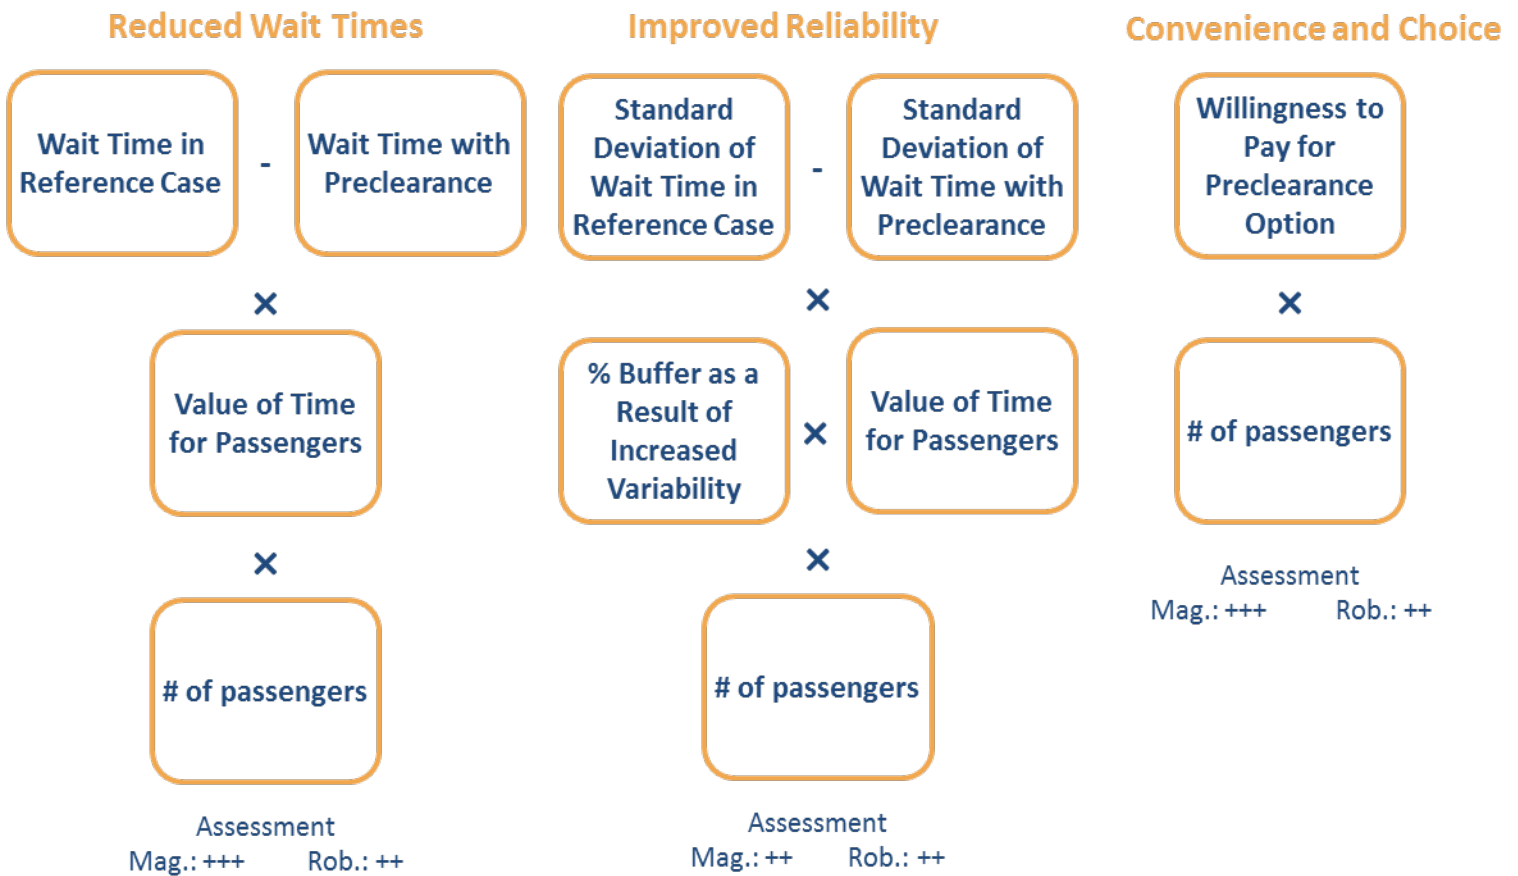 Reduced Wait Times
Wait Time in
Reference Case
-
Wait Time with
Preclearance
×
Value of Time
for Passengers
×
# of passengers
Assessment
Mag.: +++ Rob.: ++
Improved Reliability
Standard
Deviation of
Wait Time in
Reference Case
-
Standard
Deviation of
Wait Time with
Preclearance
×
% Buffer as a
Result of
Increased
Variability
×
Value of Time
for Passengers
×
# of passengers
Assessment
Mag.: ++ Rob.: ++
Convenience and Choice
Willingness to
Pay for
Preclearance
Option
×
# of passengers
Assessment
Mag.: +++ Rob.: ++